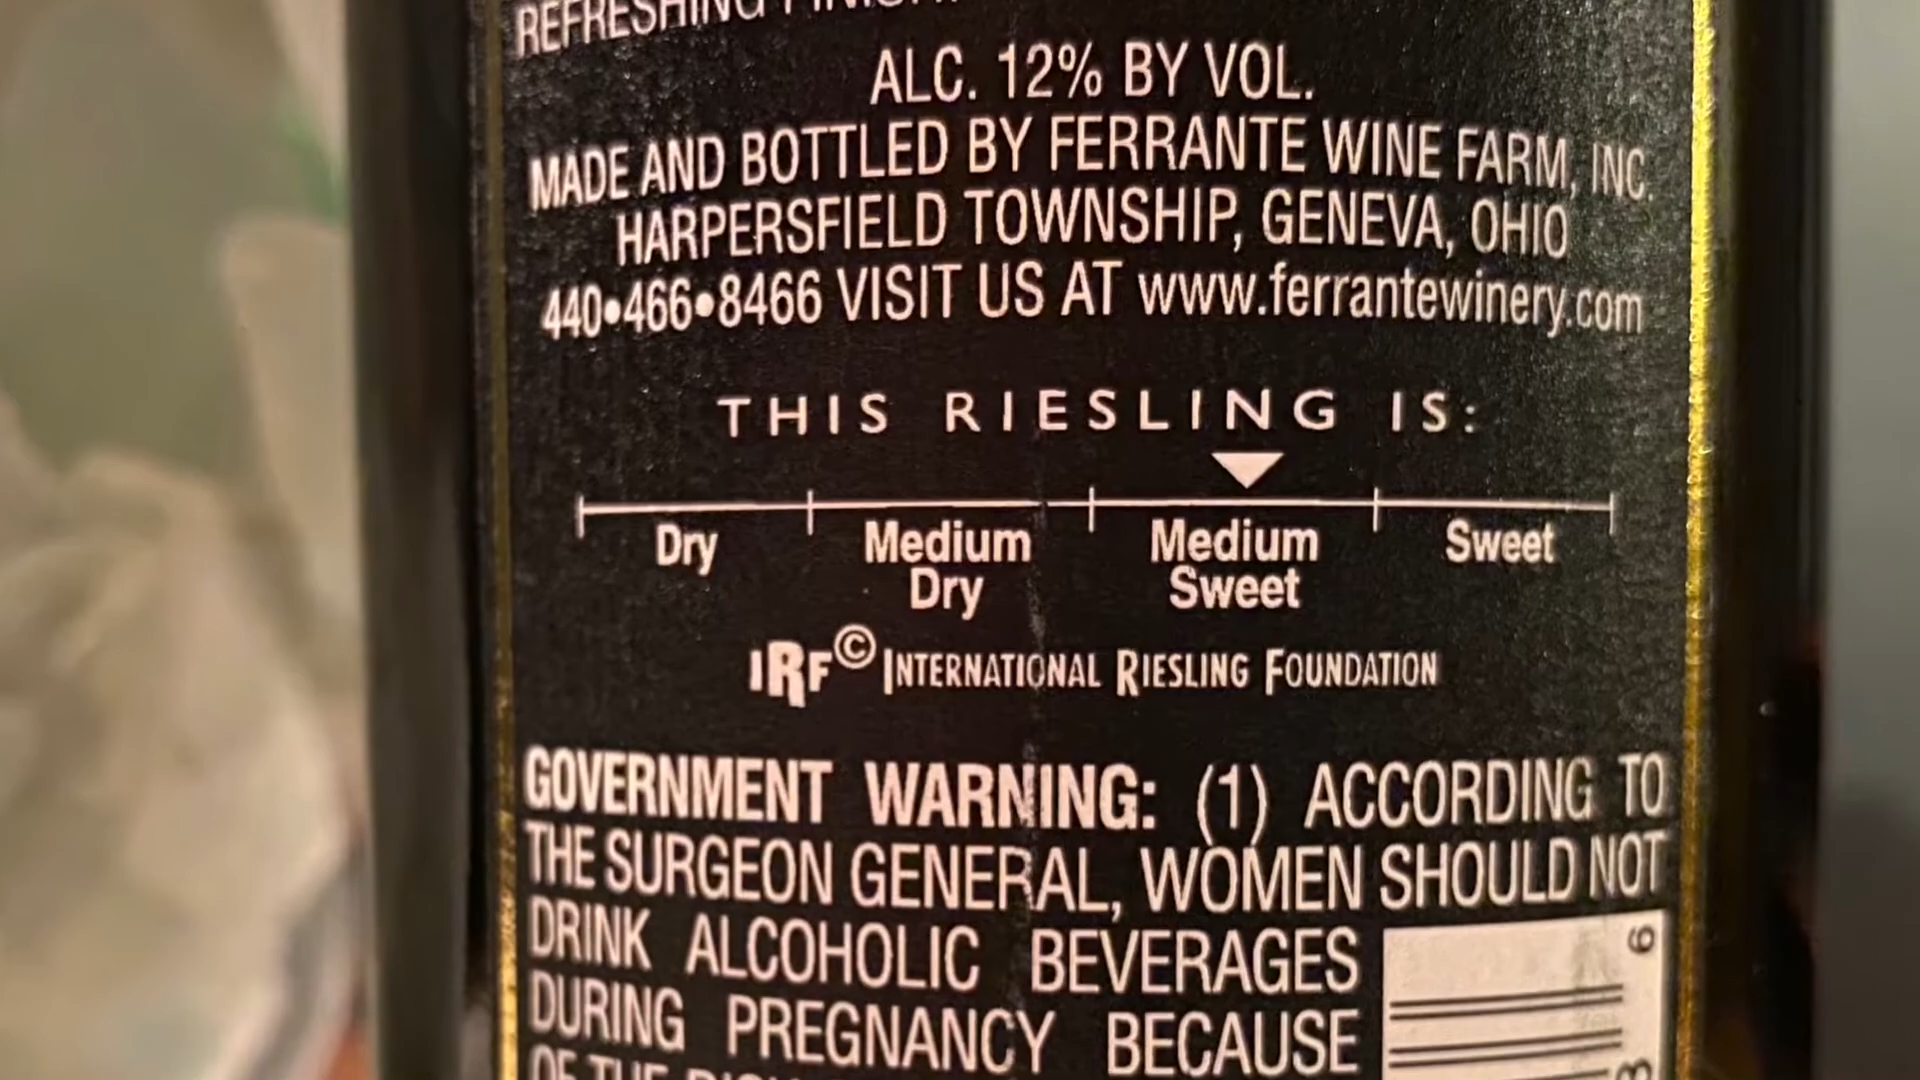 REFRESHING FINISH.
ALC. 12% BY VOL.
MADE AND BOTTLED BY FERRANTE WINE FARM, INC.
HARPERSFIELD TOWNSHIP, GENEVA, OHIO
440•466•8466 VISIT US AT www.ferrantewinery.com
THIS RIESLING IS:
Dry Medium Dry Medium Sweet Sweet
IRF© INTERNATIONAL RIESLING FOUNDATION
GOVERNMENT WARNING: (1) ACCORDING TO
THE SURGEON GENERAL, WOMEN SHOULD NOT
DRINK ALCOHOLIC BEVERAGES
DURING PREGNANCY BECAUSE
OF THE
6